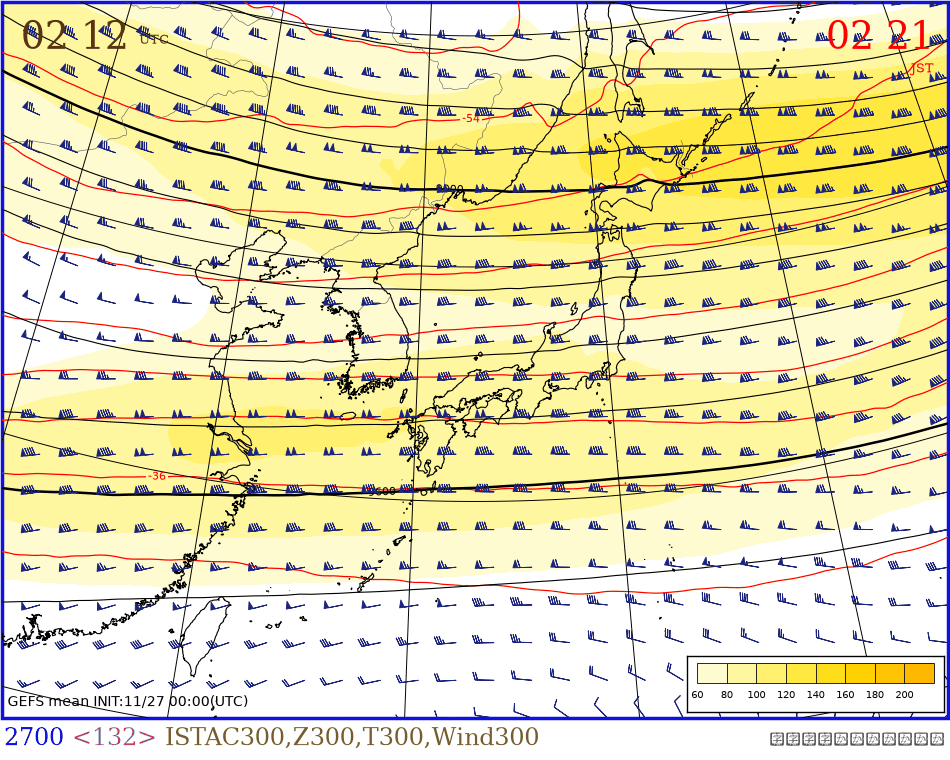 02 12 UTC
02 21 JST
-54
9000
-36
9600
60 80 100 120 140 160 180 200
GEFS mean INIT:11/27 00:00(UTC)
2700 <132> ISTAC300,Z300,T300,Wind300